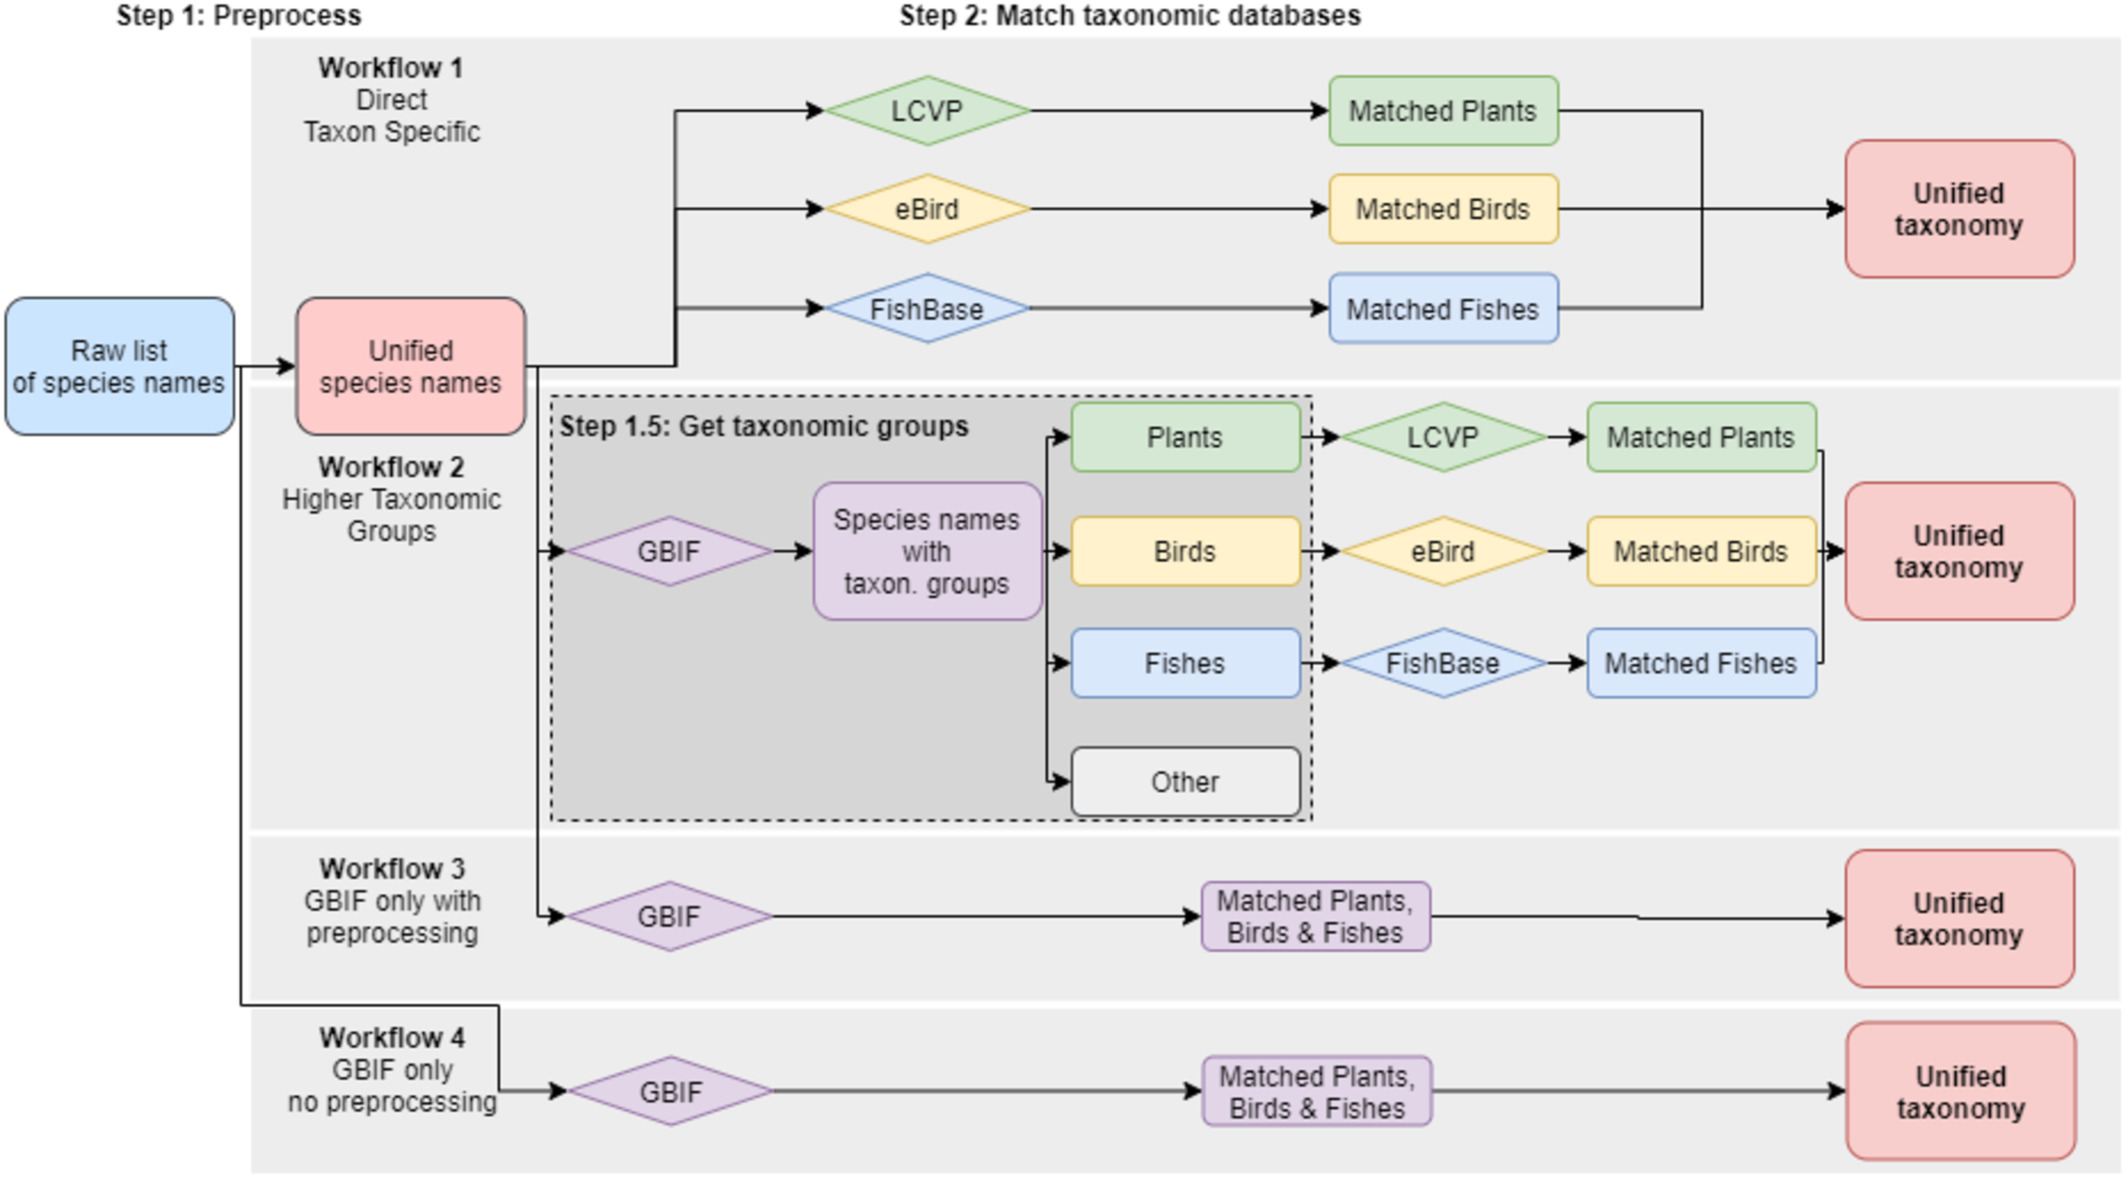 Step 1: Preprocess
Step 2: Match taxonomic databases
Workflow 1
Direct
Taxon Specific
LCVP
Matched Plants
eBird
Matched Birds
FishBase
Matched Fishes
Unified
taxonomy
Raw list
of species names
Unified
species names
Workflow 2
Higher Taxonomic
Groups
Step 1.5: Get taxonomic groups
GBIF
Species names
with
taxon. groups
Plants
LCVP
Matched Plants
Birds
eBird
Matched Birds
Fishes
FishBase
Matched Fishes
Other
Unified
taxonomy
Workflow 3
GBIF only with
preprocessing
GBIF
Matched Plants,
Birds & Fishes
Unified
taxonomy
Workflow 4
GBIF only
no preprocessing
GBIF
Matched Plants,
Birds & Fishes
Unified
taxonomy